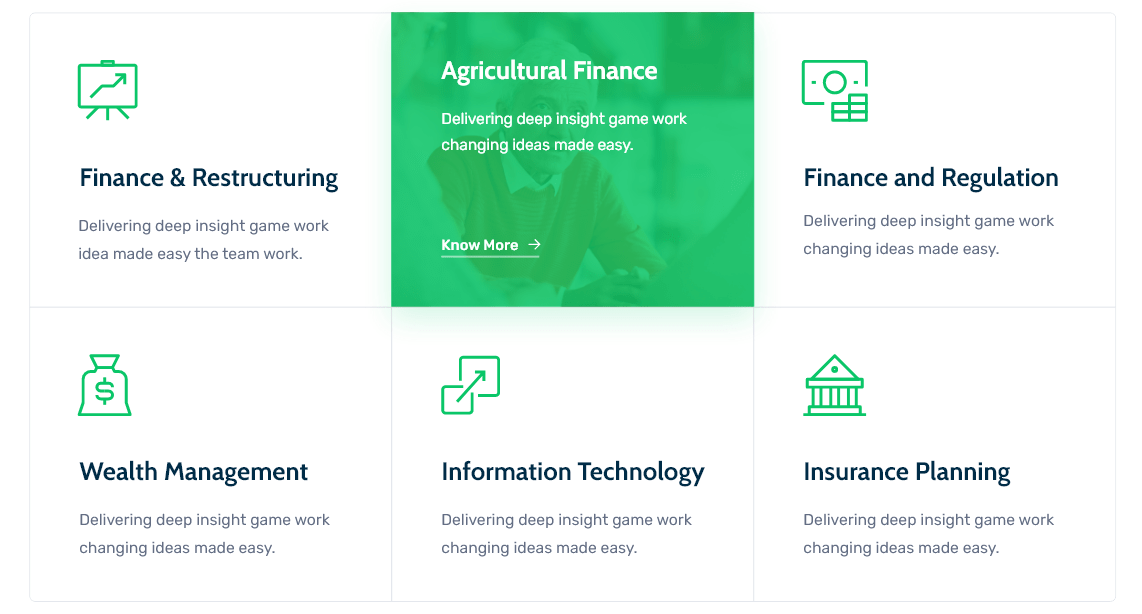 Finance & Restructuring
Delivering deep insight game work
idea made easy the team work.
Agricultural Finance
Delivering deep insight game work
changing ideas made easy.
Know More →
Finance and Regulation
Delivering deep insight game work
changing ideas made easy.
$
Wealth Management
Delivering deep insight game work
changing ideas made easy.
Information Technology
Delivering deep insight game work
changing ideas made easy.
Insurance Planning
Delivering deep insight game work
changing ideas made easy.